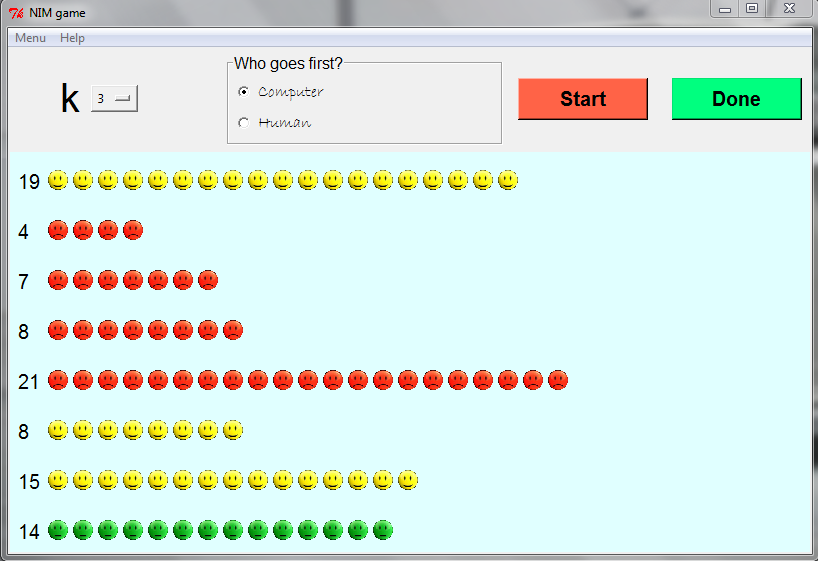 NIM game
Menu Help
k 3
Who goes first?
Computer
Human
Start
Done
19
4
7
8
21
8
15
14